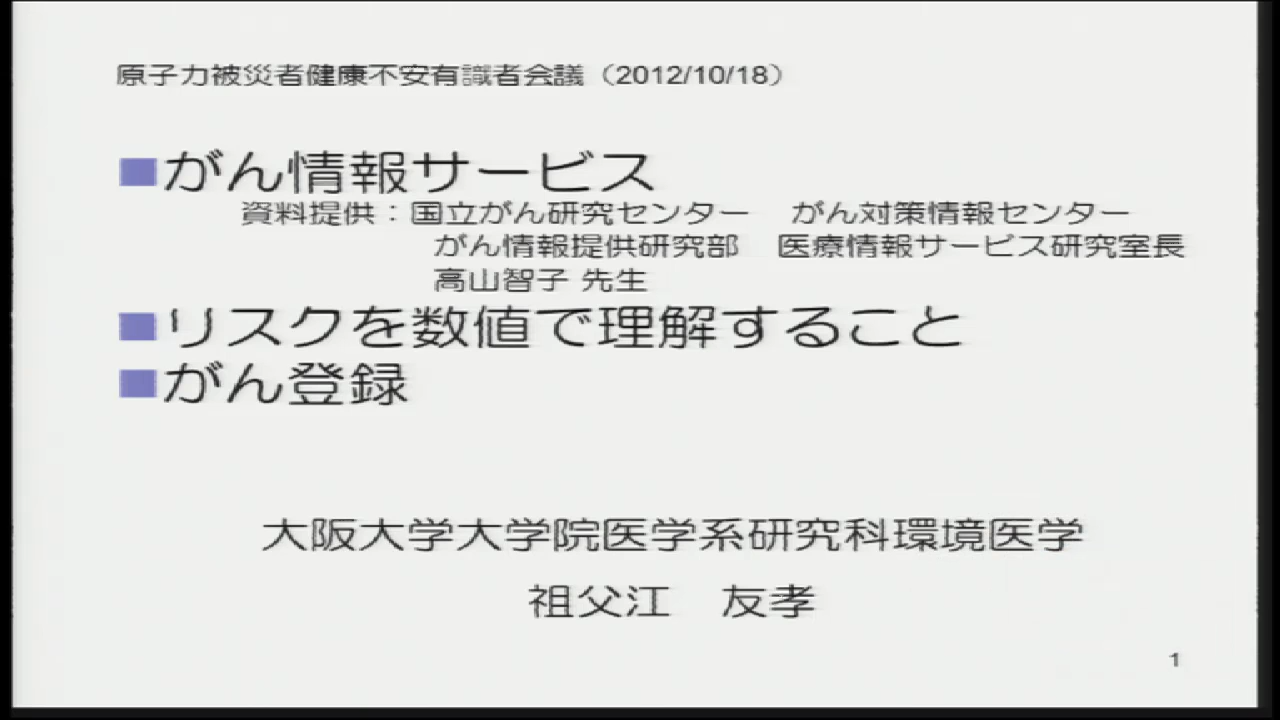 原子力被災者健康不安有識者会議（2012/10/18）
■がん情報サービス
資料提供：国立がん研究センター　がん対策情報センター
がん情報提供研究部　医療情報サービス研究室長
高山智子 先生
■リスクを数値で理解すること
■がん登録
大阪大学大学院医学系研究科環境医学
祖父江　友孝
1